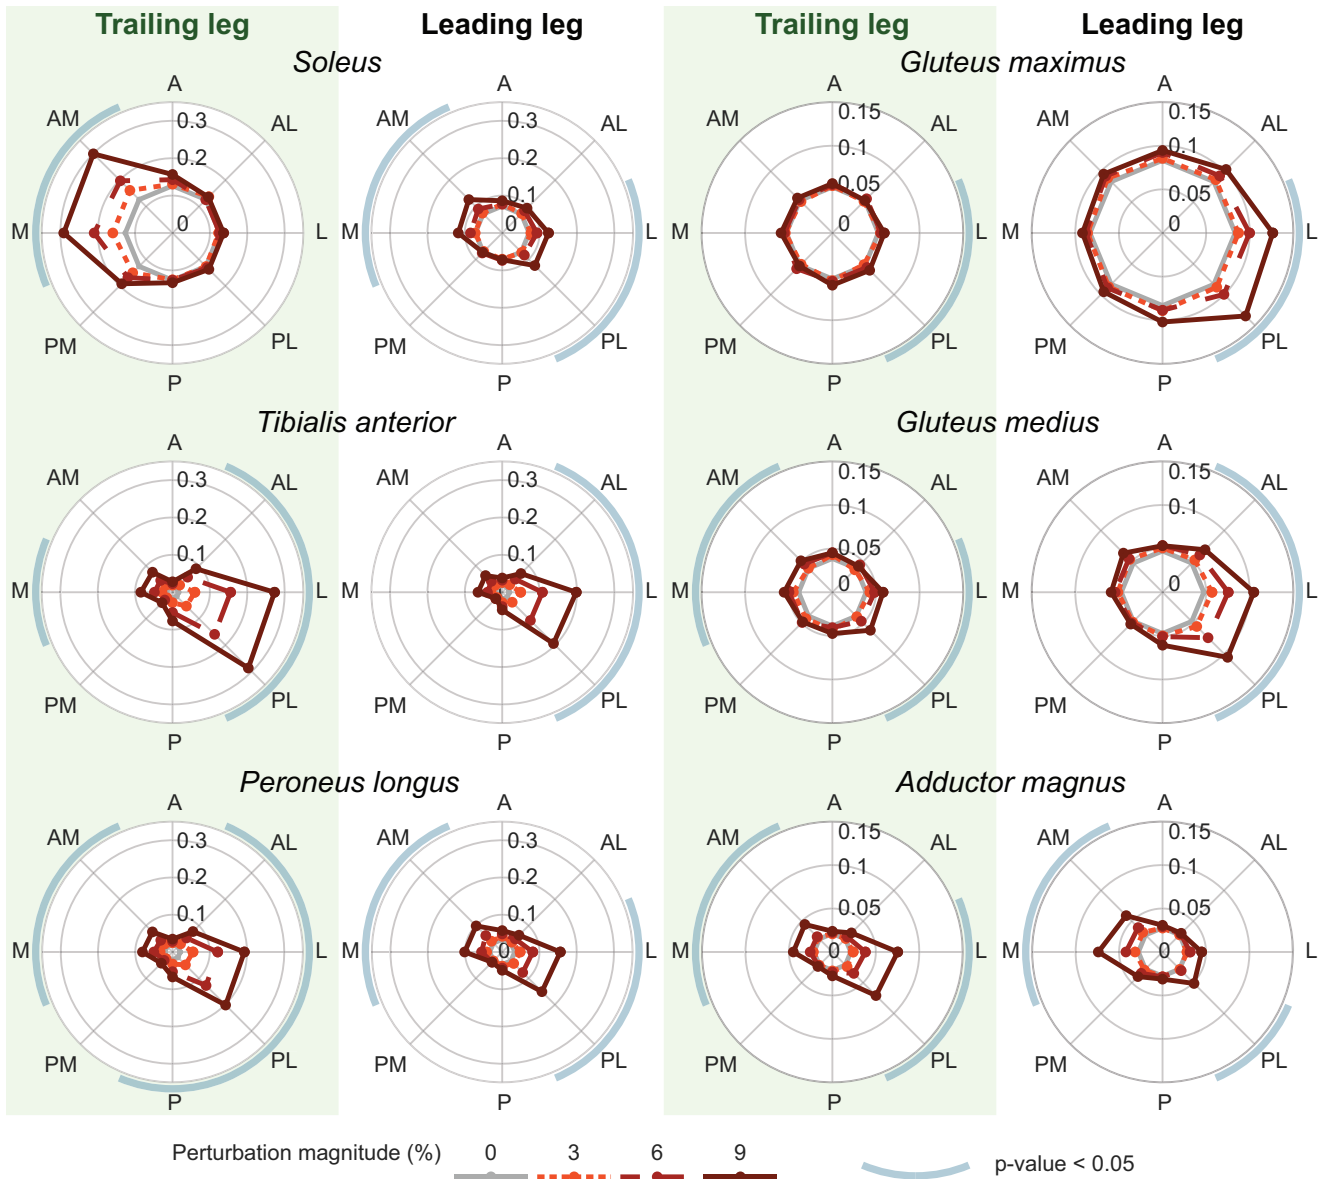 Trailing leg Leading leg Trailing leg Leading leg
Soleus Gluteus maximus
A A A A
AM 0.3 AL AM 0.3 AL AM 0.15 AL AM 0.15 AL
0.2 0.2 0.1 0.1
0.1 0.05 0.05
M 0 L M 0 L M 0 L M 0 L
PM PL PM PL PM PL PM PL
P P P P
Tibialis anterior Gluteus medius
A A A A
AM 0.3 AL AM 0.3 AL AM 0.15 AL AM 0.15 AL
0.2 0.2 0.1 0.1
0.1 0.1 0.05
M L M L M 0 L M 0 L
PM PL PM PL PM PL PM PL
P P P P
Peroneus longus Adductor magnus
A A A A
AM 0.3 AL AM 0.3 AL AM 0.15 AL AM 0.15 AL
0.2 0.2 0.1 0.1
0.1 0.1 0.05 0.05
M L M 0 L M 0 L M 0 L
PM PL PM PL PM PL PM PL
P P P P
Perturbation magnitude (%) 0 3 6 9 p-value < 0.05